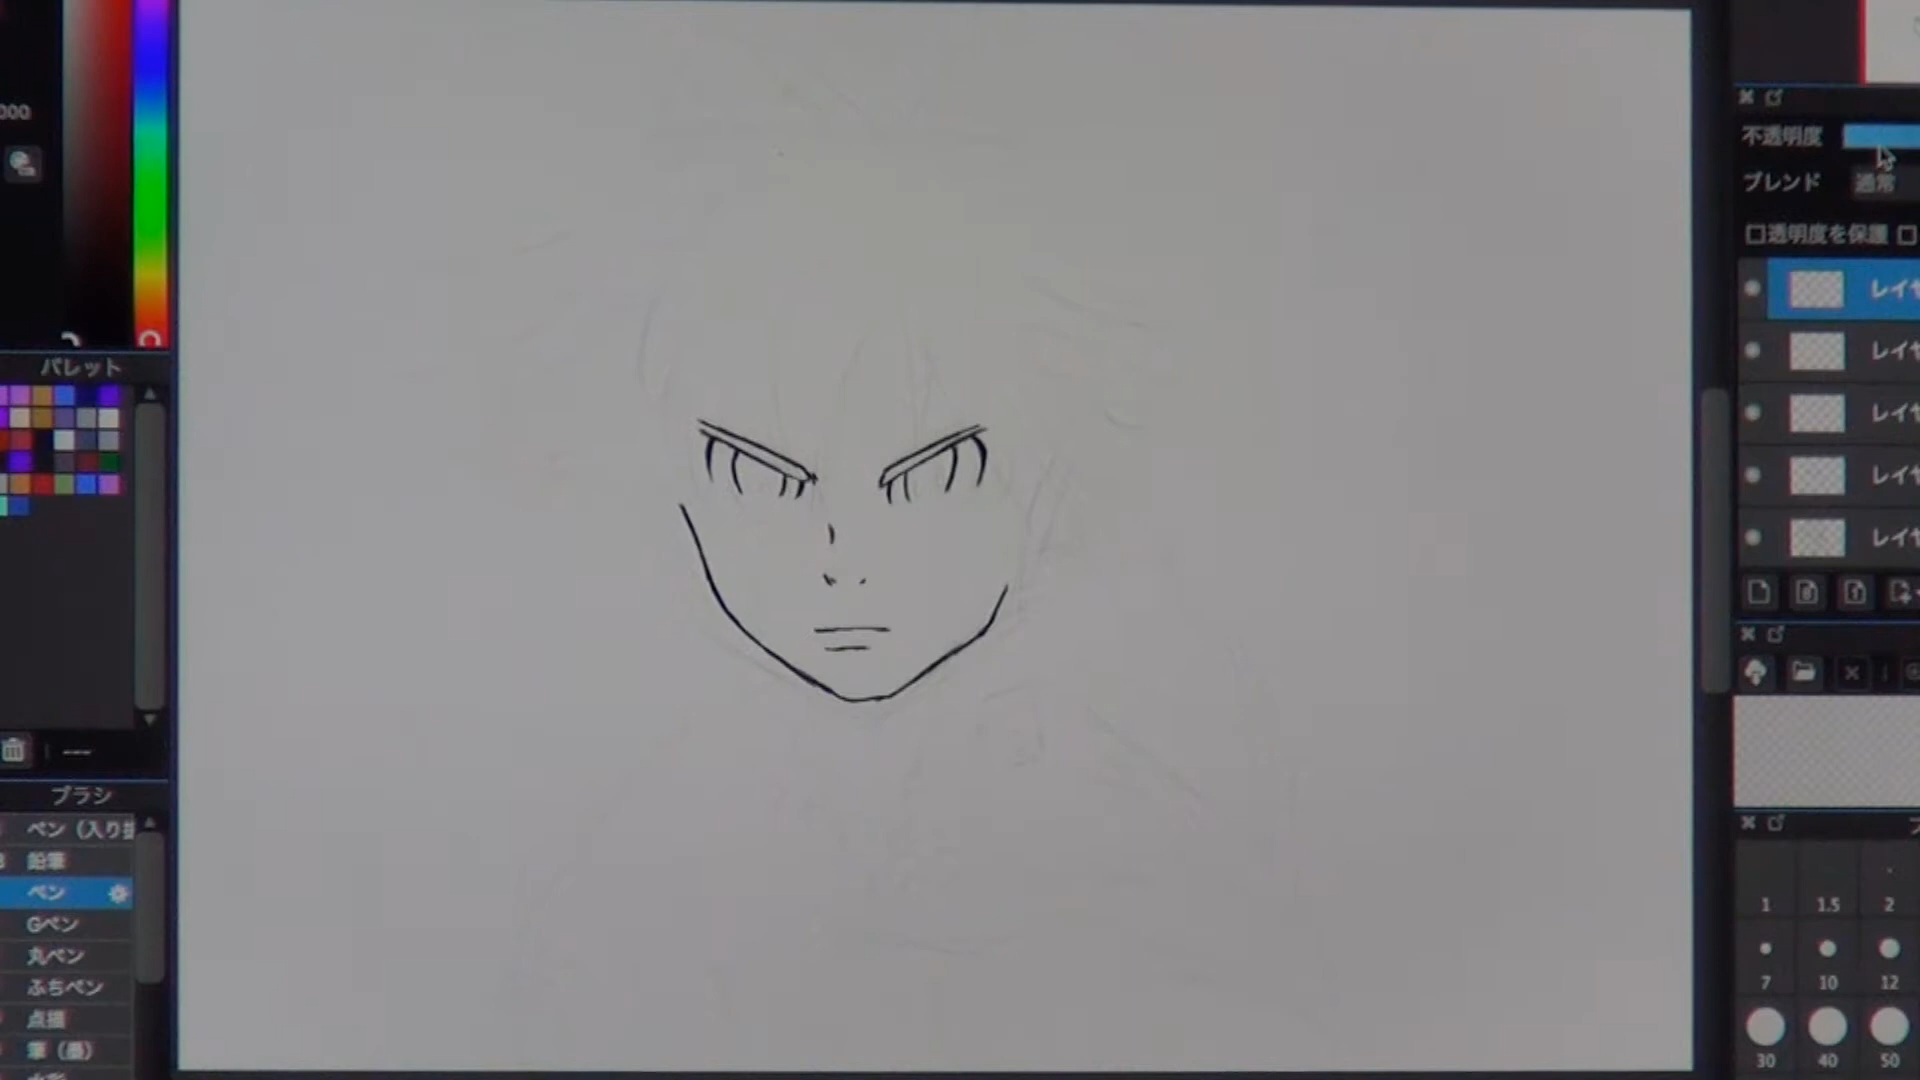 000
パレット
ブラシ
ペン（入り抜
鉛筆
ペン
Gペン
丸ペン
ふちペン
点描
筆（墨）
不透明度
ブレンド 通常
透明度を保護
レイヤ
レイヤ
レイヤ
レイヤ
レイヤ
1 1.5 2
7 10 12
30 40 50